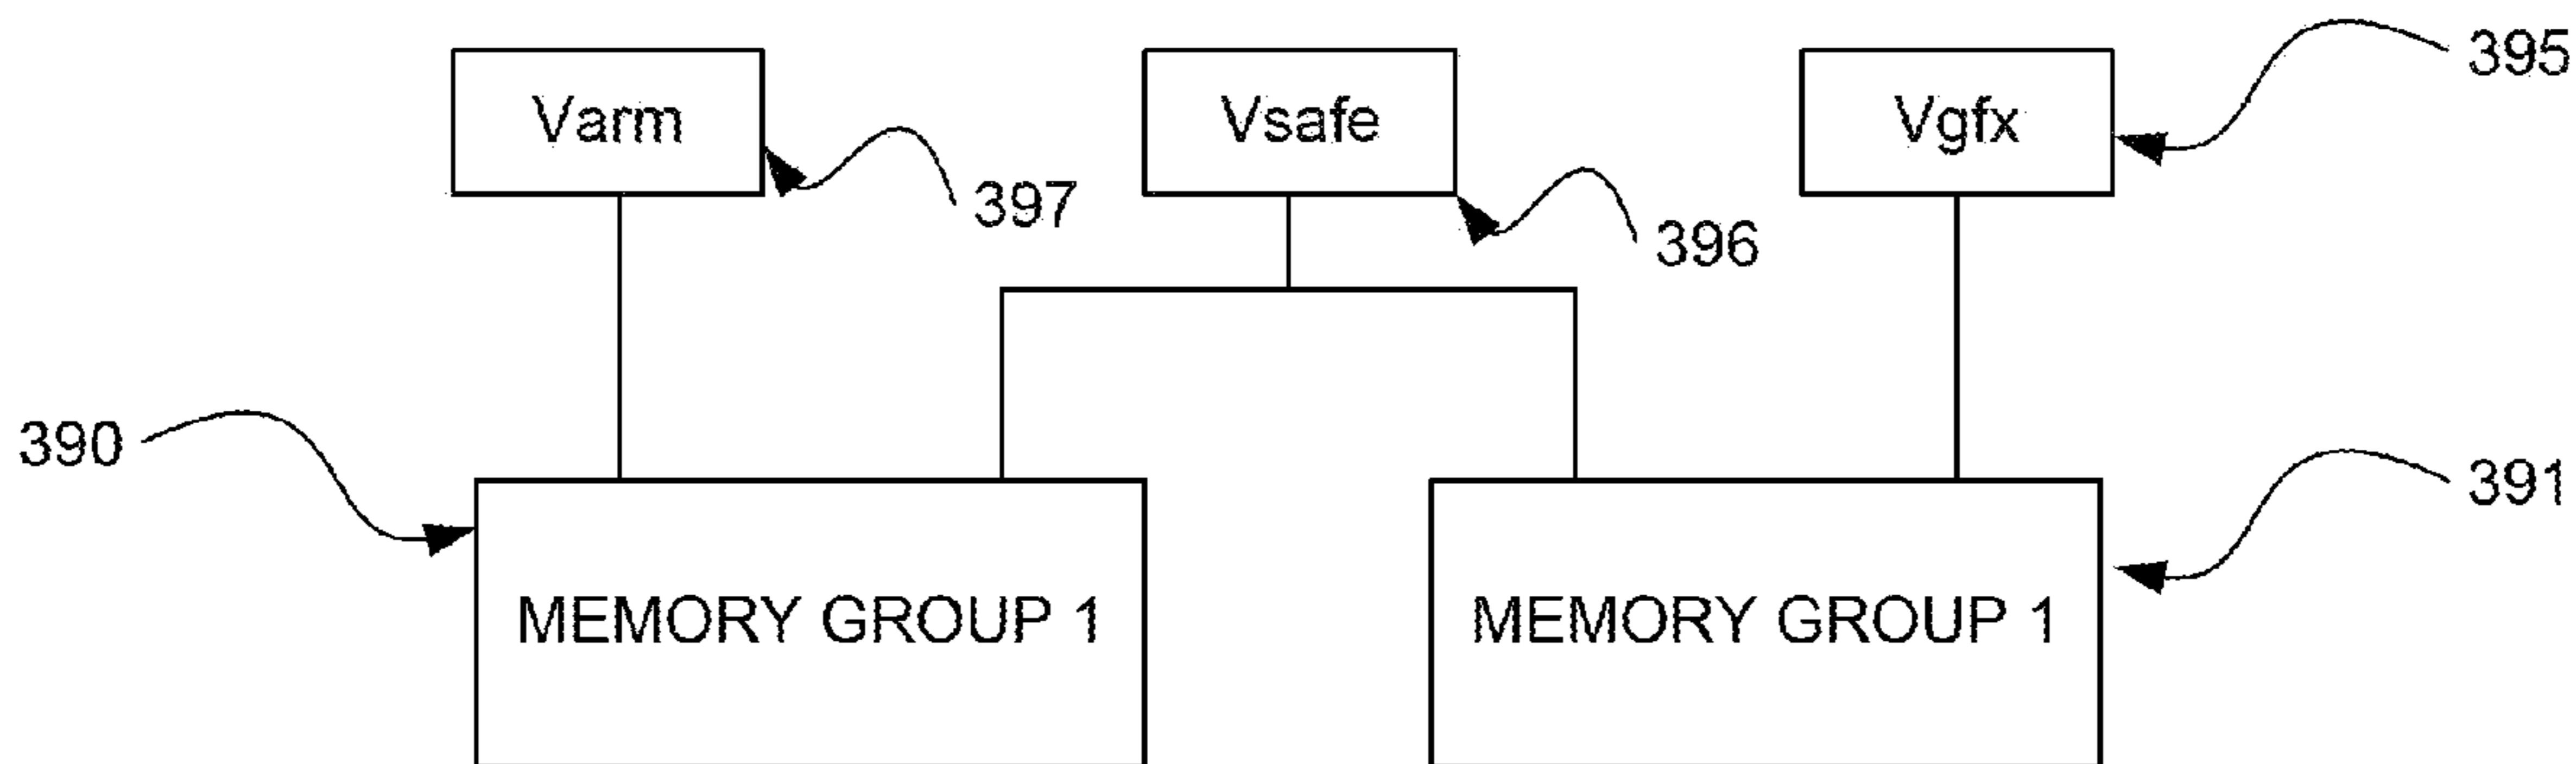 395
Varm
Vsafe
Vgfx
397
396
390
391
MEMORY GROUP 1
MEMORY GROUP 1